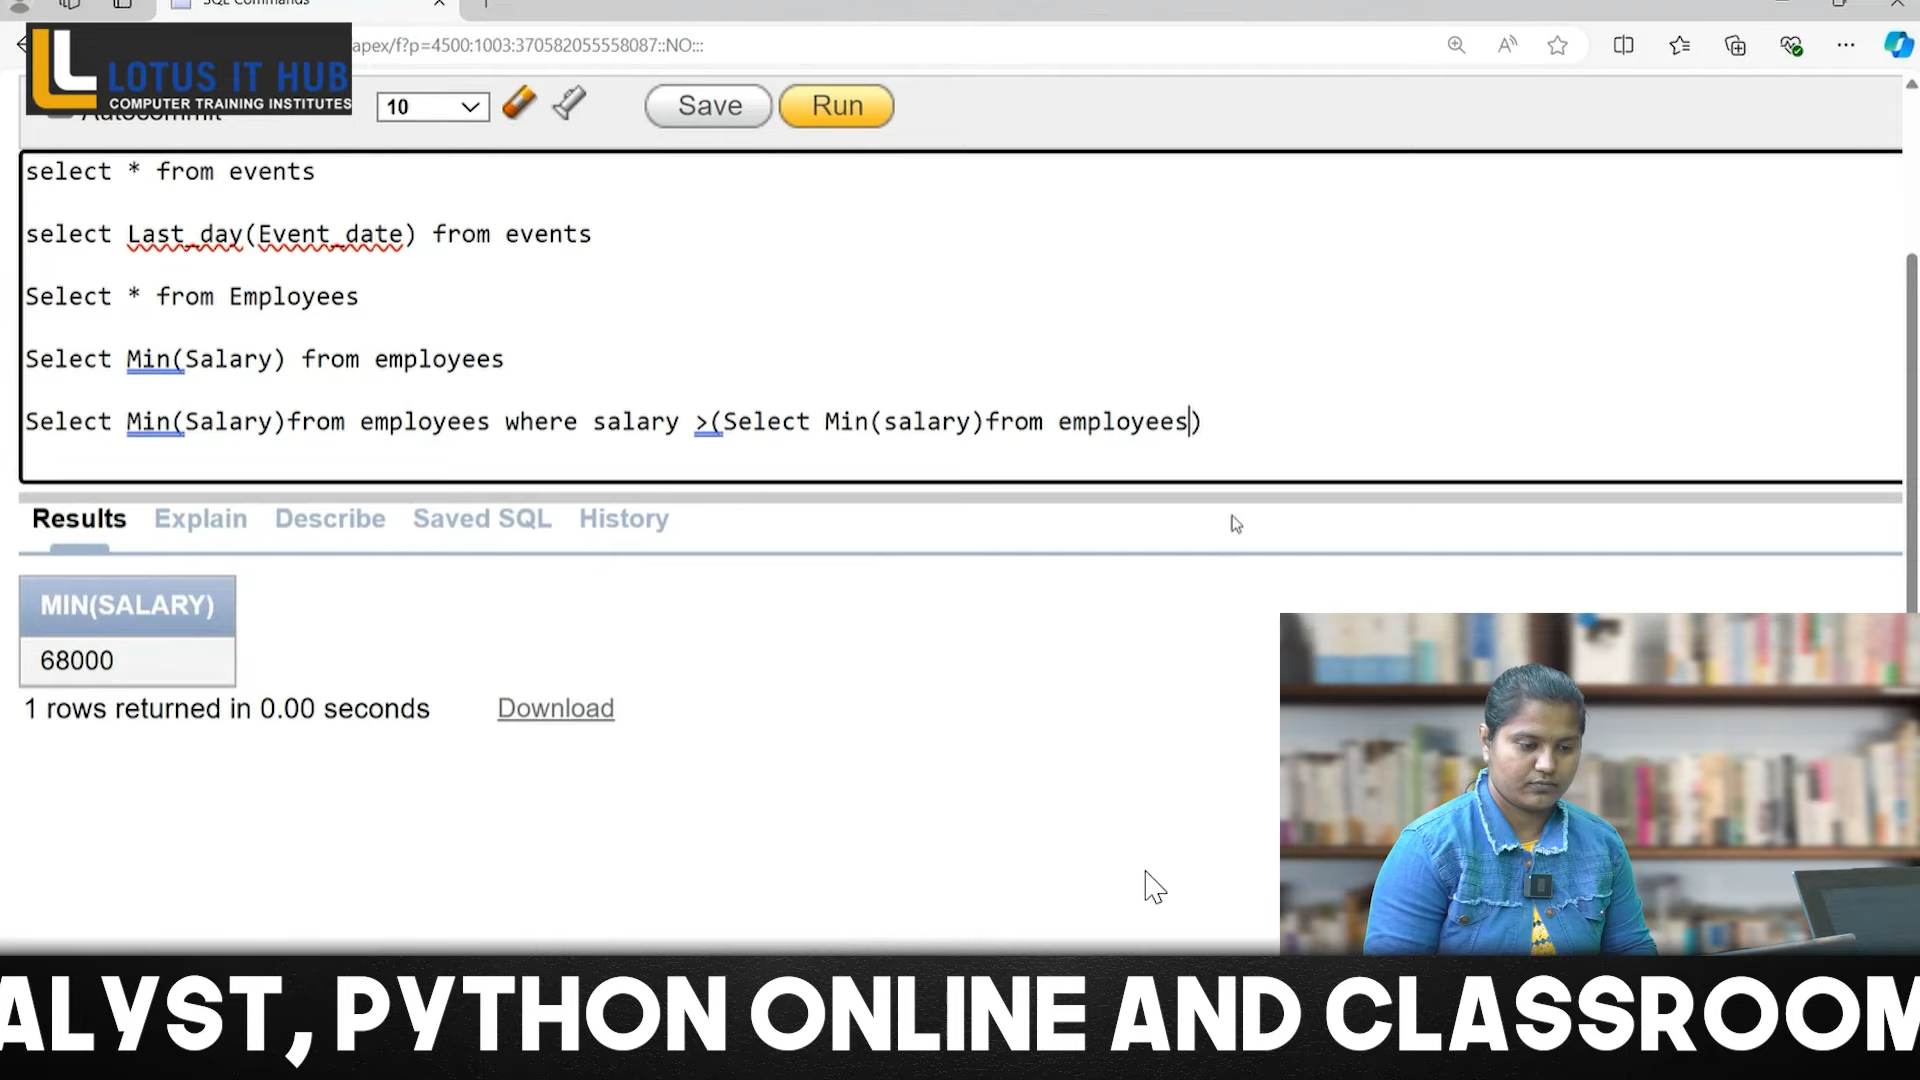 SQL Commands
apex/f?p=4500:1003:370582055558087::NO:::
LOTUS IT HUB
COMPUTER TRAINING INSTITUTES
Autocommit
10
Save
Run
select * from events
select Last_day(Event_date) from events
Select * from Employees
Select Min(Salary) from employees
Select Min(Salary)from employees where salary >(Select Min(salary)from employees)
Results Explain Describe Saved SQL History
MIN(SALARY)
68000
1 rows returned in 0.00 seconds Download
ALYST, PYTHON ONLINE AND CLASSROOM